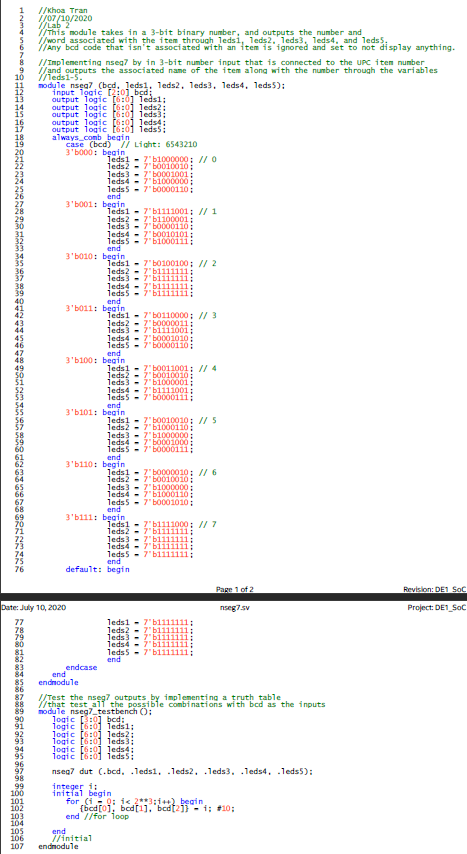 1 //Khoa Tran
2 //07/10/2020
3 //Lab 2
4 //This module takes in a 3-bit binary number, and outputs the number and
5 //word associated with the item through leds1, leds2, leds3, leds4, and leds5.
6 //Any bcd code that isn't associated with an item is ignored and set to not display anything.
7
8 //Implementing nseg7 by in 3-bit number input that is connected to the UPC item number
9 //and outputs the associated name of the item along with the number through the variables
10 //leds1-5.
11 module nseg7 (bcd, leds1, leds2, leds3, leds4, leds5);
12 input logic [2:0] bcd;
13 output logic [6:0] leds1;
14 output logic [6:0] leds2;
15 output logic [6:0] leds3;
16 output logic [6:0] leds4;
17 output logic [6:0] leds5;
18 always_comb begin
19 case (bcd) // Light: 6543210
20 3'b000: begin
21 leds1 = 7'b1000000; // 0
22 leds2 = 7'b0010010;
23 leds3 = 7'b0001001;
24 leds4 = 7'b1000000;
25 leds5 = 7'b0000110;
26 end
27 3'b001: begin
28 leds1 = 7'b1111001; // 1
29 leds2 = 7'b1100001;
30 leds3 = 7'b0000110;
31 leds4 = 7'b0010101;
32 leds5 = 7'b1000111;
33 end
34 3'b010: begin
35 leds1 = 7'b0100100; // 2
36 leds2 = 7'b1111111;
37 leds3 = 7'b1111111;
38 leds4 = 7'b1111111;
39 leds5 = 7'b1111111;
40 end
41 3'b011: begin
42 leds1 = 7'b0110000; // 3
43 leds2 = 7'b0000011;
44 leds3 = 7'b1111001;
45 leds4 = 7'b0001010;
46 leds5 = 7'b0000110;
47 end
48 3'b100: begin
49 leds1 = 7'b0011001; // 4
50 leds2 = 7'b0010010;
51 leds3 = 7'b1000001;
52 leds4 = 7'b1111001;
53 leds5 = 7'b0000111;
54 end
55 3'b101: begin
56 leds1 = 7'b0010010; // 5
57 leds2 = 7'b1000110;
58 leds3 = 7'b1000000;
59 leds4 = 7'b0001000;
60 leds5 = 7'b0000111;
61 end
62 3'b110: begin
63 leds1 = 7'b0000010; // 6
64 leds2 = 7'b0010010;
65 leds3 = 7'b1000000;
66 leds4 = 7'b1000110;
67 leds5 = 7'b0001010;
68 end
69 3'b111: begin
70 leds1 = 7'b1111000; // 7
71 leds2 = 7'b1111111;
72 leds3 = 7'b1111111;
73 leds4 = 7'b1111111;
74 leds5 = 7'b1111111;
75 end
76 default: begin
Page 1 of 2 Revision: DE1_SoC
Date: July 10, 2020 nseg7.sv Project: DE1_SoC
77 leds1 = 7'b1111111;
78 leds2 = 7'b1111111;
79 leds3 = 7'b1111111;
80 leds4 = 7'b1111111;
81 leds5 = 7'b1111111;
82 end
83 endcase
84 end
85 endmodule
86
87 //Test the nseg7 outputs by implementing a truth table
88 //that test all the possible combinations with bcd as the inputs
89 module nseg7_testbench();
90 logic [3:0] bcd;
91 logic [6:0] leds1;
92 logic [6:0] leds2;
93 logic [6:0] leds3;
94 logic [6:0] leds4;
95 logic [6:0] leds5;
96
97 nseg7 dut (.bcd, .leds1, .leds2, .leds3, .leds4, .leds5);
98
99 integer i;
100 initial begin
101 for (i = 0; i< 2**3;i++) begin
102 {bcd[0], bcd[1], bcd[2]} = i; #10;
103 end //for loop
104
105 end
106 //initial
107 endmodule